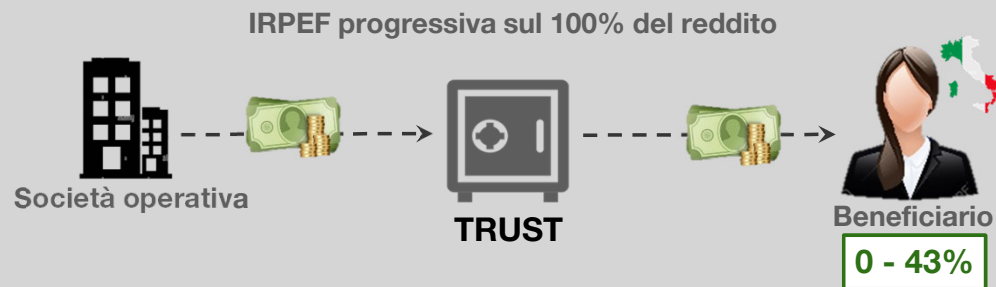 IRPEF progressiva sul 100% del reddito
Società operativa
TRUST
Beneficiario
0 - 43%